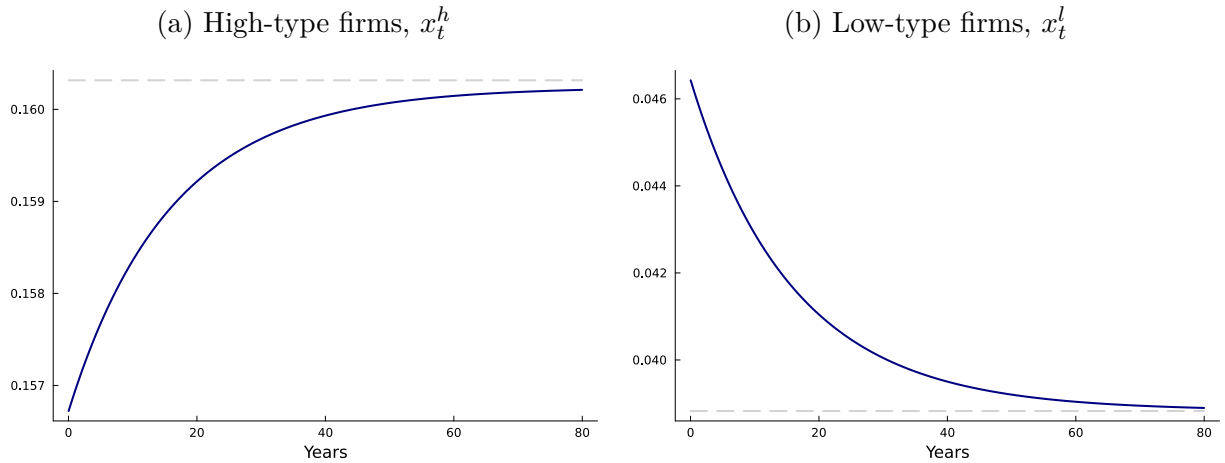 (a) High-type firms, x_t^h
0.160
0.159
0.158
0.157
0 20 40 60 80
Years
(b) Low-type firms, x_t^l
0.046
0.044
0.042
0.040
0 20 40 60 80
Years